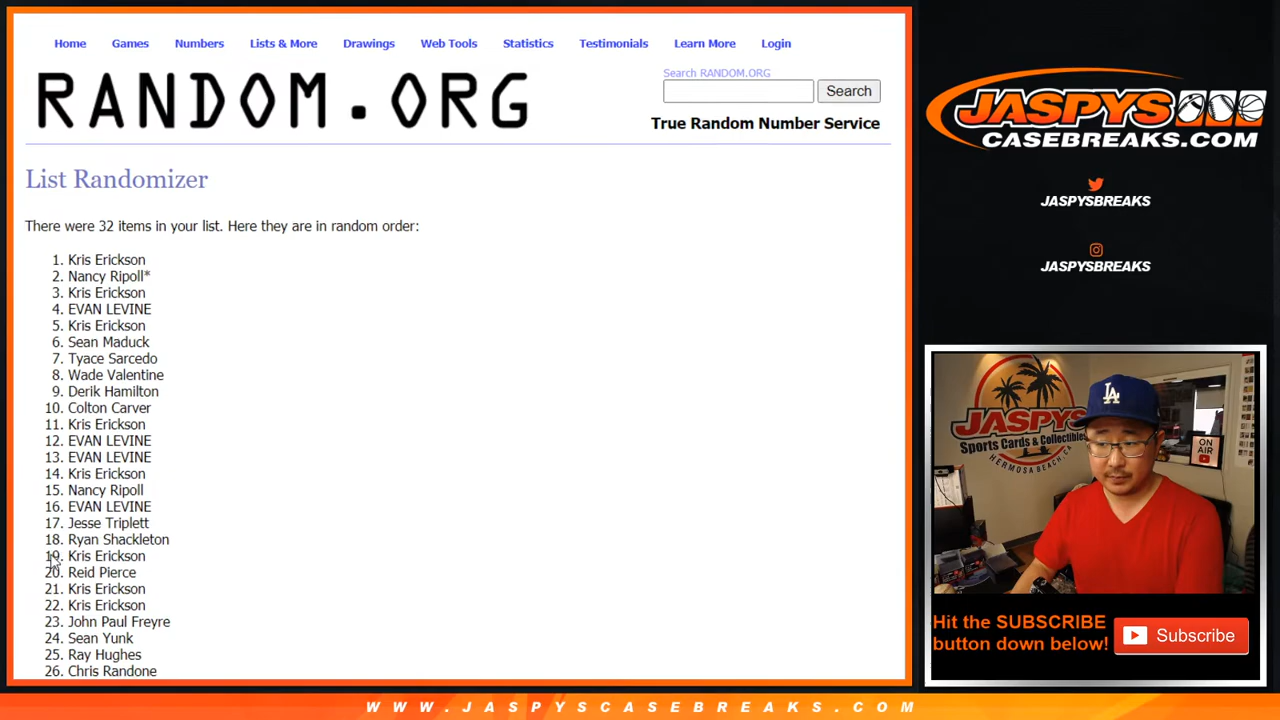 Home Games Numbers Lists & More Drawings Web Tools Statistics Testimonials Learn More Login
RANDOM.ORG
Search RANDOM.ORG
Search
True Random Number Service
List Randomizer
There were 32 items in your list. Here they are in random order:
1. Kris Erickson
2. Nancy Ripoll*
3. Kris Erickson
4. EVAN LEVINE
5. Kris Erickson
6. Sean Maduck
7. Tyace Sarcedo
8. Wade Valentine
9. Derik Hamilton
10. Colton Carver
11. Kris Erickson
12. EVAN LEVINE
13. EVAN LEVINE
14. Kris Erickson
15. Nancy Ripoll
16. EVAN LEVINE
17. Jesse Triplett
18. Ryan Shackleton
19. Kris Erickson
20. Reid Pierce
21. Kris Erickson
22. Kris Erickson
23. John Paul Freyre
24. Sean Yunk
25. Ray Hughes
26. Chris Randone
JASPYS
CASEBREAKS.COM
JASPYSBREAKS
JASPYSBREAKS
JASPYS
Sports Cards & Collectibles
HERMOSA BEACH, CA
LA
ON
AIR
Hit the SUBSCRIBE
button down below!
Subscribe
WWW.JASPYSCASEBREAKS.COM